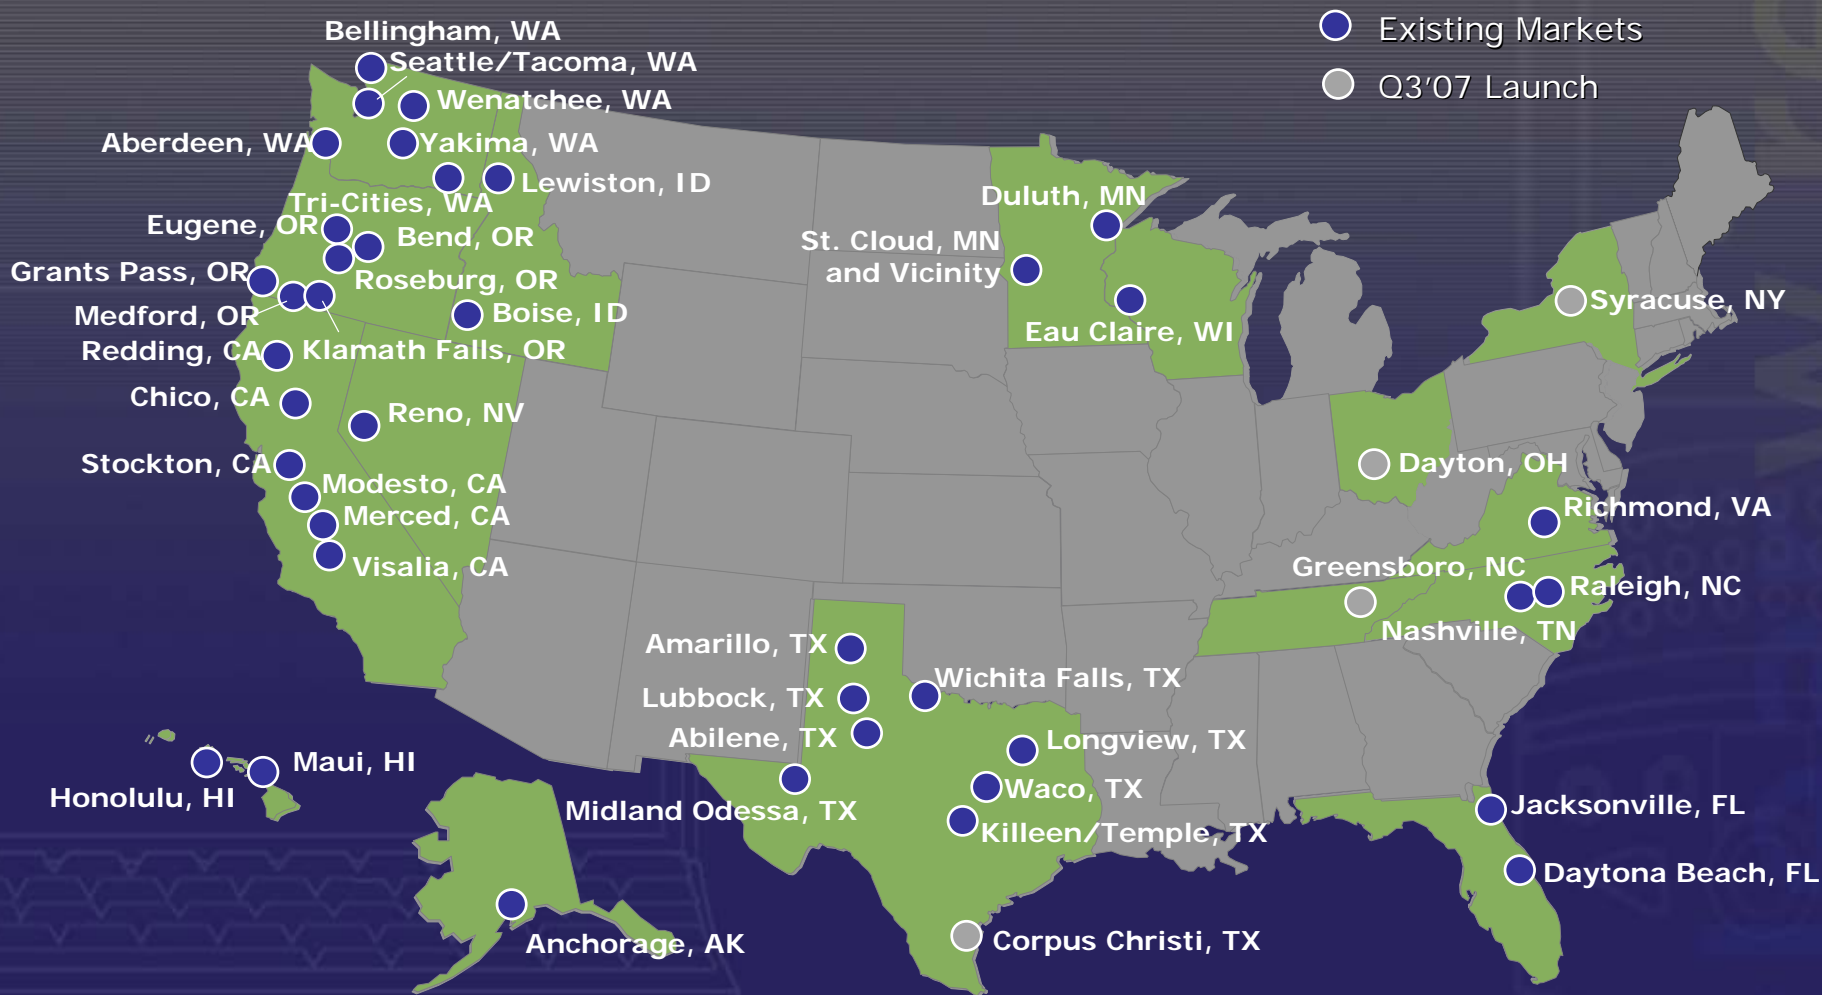 Bellingham, WA
Existing Markets
Seattle/Tacoma, WA
Q3'07 Launch
Wenatchee, WA
Aberdeen, WA
Yakima, WA
Lewiston, ID
Duluth, MN
Tri-Cities, WA
Eugene, OR
Bend, OR
St. Cloud, MN
and Vicinity
Grants Pass, OR
Roseburg, OR
Syracuse, NY
Medford, OR
Boise, ID
Eau Claire, WI
Redding, CA
Klamath Falls, OR
Chico, CA
Reno, NV
Stockton, CA
Dayton, OH
Modesto, CA
Richmond, VA
Merced, CA
Visalia, CA
Greensboro, NC
Raleigh, NC
Nashville, TN
Amarillo, TX
Wichita Falls, TX
Lubbock, TX
Abilene, TX
Longview, TX
Maui, HI
Honolulu, HI
Waco, TX
Midland Odessa, TX
Jacksonville, FL
Killeen/Temple, TX
Daytona Beach, FL
Anchorage, AK
Corpus Christi, TX